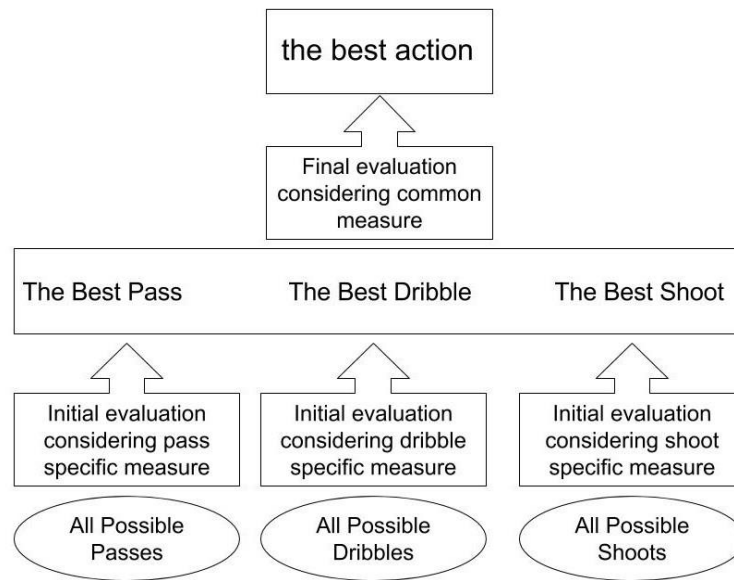 the best action
Final evaluation
considering common
measure
The Best Pass
The Best Dribble
The Best Shoot
Initial evaluation
considering pass
specific measure
Initial evaluation
considering dribble
specific measure
Initial evaluation
considering shoot
specific measure
All Possible
Passes
All Possible
Dribbles
All Possible
Shoots